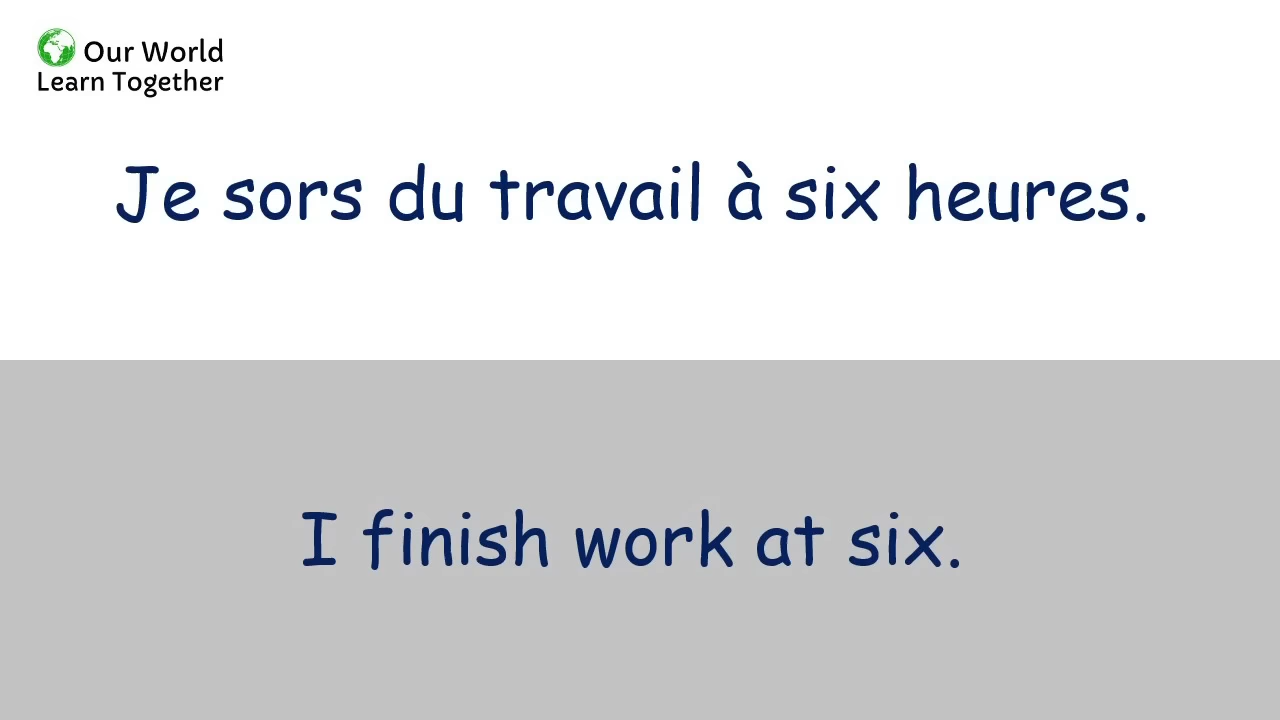 Our World
Learn Together
Je sors du travail à six heures.
I finish work at six.